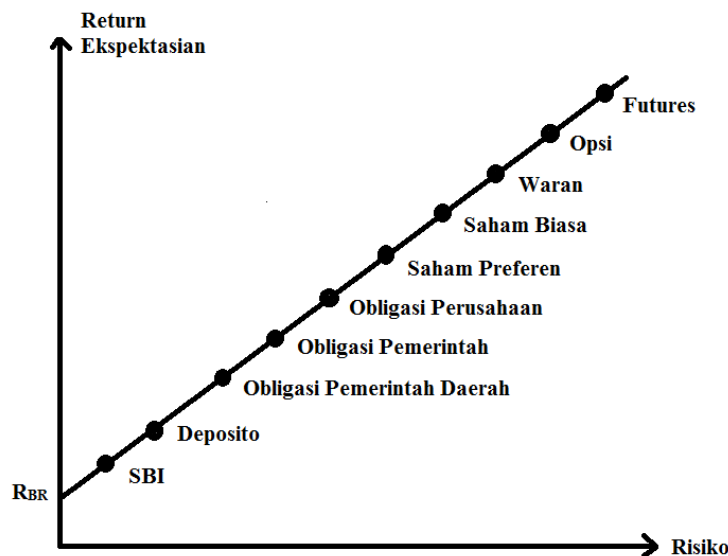 Return
Ekspektasian
Futures
Opsi
Waran
Saham Biasa
Saham Preferen
Obligasi Perusahaan
Obligasi Pemerintah
Obligasi Pemerintah Daerah
Deposito
SBI
RBR
Risiko